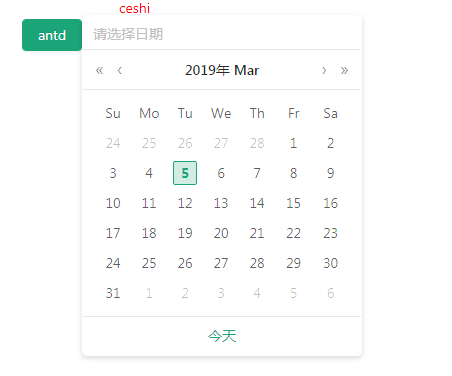 ceshi
antd 请选择日期
« ‹ 2019年 Mar › »
Su Mo Tu We Th Fr Sa
24 25 26 27 28 1 2
3 4 5 6 7 8 9
10 11 12 13 14 15 16
17 18 19 20 21 22 23
24 25 26 27 28 29 30
31 1 2 3 4 5 6
今天